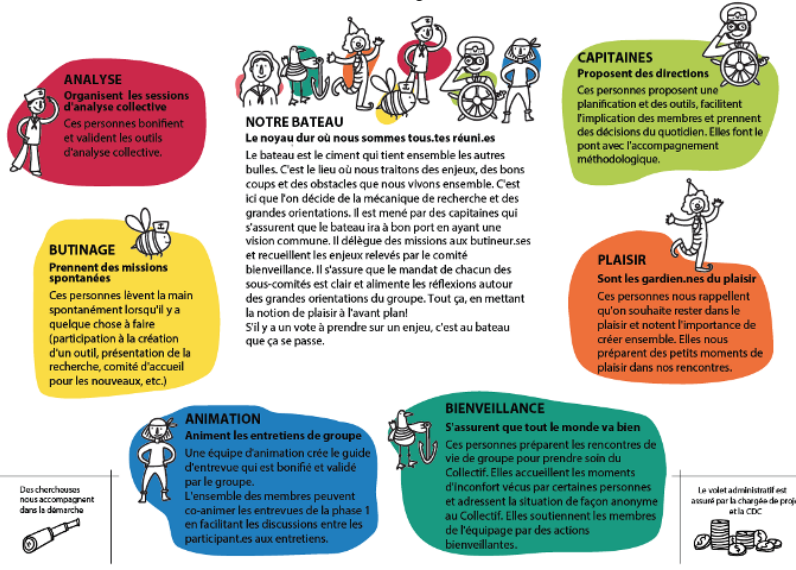 ANALYSE
Organisent les sessions
d'analyse collective
Ces personnes bonifient
et valident les outils
d'analyse collective.
NOTRE BATEAU
Le noyau dur où nous sommes tous.tes réuni.es
Le bateau est le ciment qui tient ensemble les autres
bulles. C'est le lieu où nous traitons des enjeux, des bons
coups et des obstacles que nous vivons ensemble. C'est
ici que l'on décide de la mécanique de recherche et des
grandes orientations. Il est mené par des capitaines qui
s'assurent que le bateau ira à bon port en ayant une
vision commune. Il délègue des missions aux butineur.ses
et recueillent les enjeux relevés par le comité
bienveillance. Il s'assure que le mandat de chacun des
sous-comités est clair et alimente les réflexions autour
des grandes orientations du groupe. Tout ça, en mettant
la notion de plaisir à l'avant plan!
S'il y a un vote à prendre sur un enjeu, c'est au bateau
que ça se passe.
CAPITAINES
Proposent des directions
Ces personnes proposent une
planification et des outils, facilitent
l'implication des membres et prennent
des décisions du quotidien. Elles font le
pont avec l'accompagnement
méthodologique.
BUTINAGE
Prennent des missions
spontanées
Ces personnes lèvent la main
spontanément lorsqu'il y a
quelque chose à faire
(participation à la création
d'un outil, présentation de la
recherche, comité d'accueil
pour les nouveaux, etc.)
PLAISIR
Sont les gardien.nes du plaisir
Ces personnes nous rappellent
qu'on souhaite rester dans le
plaisir et notent l'importance de
créer ensemble. Elles nous
préparent des petits moments de
plaisir dans nos rencontres.
ANIMATION
Animent les entretiens de groupe
Une équipe d'animation crée le guide
d'entrevue qui est bonifié et validé
par le groupe.
L'ensemble des membres peuvent
co-animer les entrevues de la phase 1
en facilitant les discussions entre les
participant.es aux entretiens.
BIENVEILLANCE
S'assurent que tout le monde va bien
Ces personnes préparent les rencontres de
vie de groupe pour prendre soin du
Collectif. Elles accueillent les moments
d'inconfort vécus par certaines personnes
et adressent la situation de façon anonyme
au Collectif. Elles soutiennent les membres
de l'équipage par des actions
bienveillantes.
Des chercheuses
nous accompagnent
dans la démarche
Le volet administratif est
assuré par la chargée de proje
et la CDC